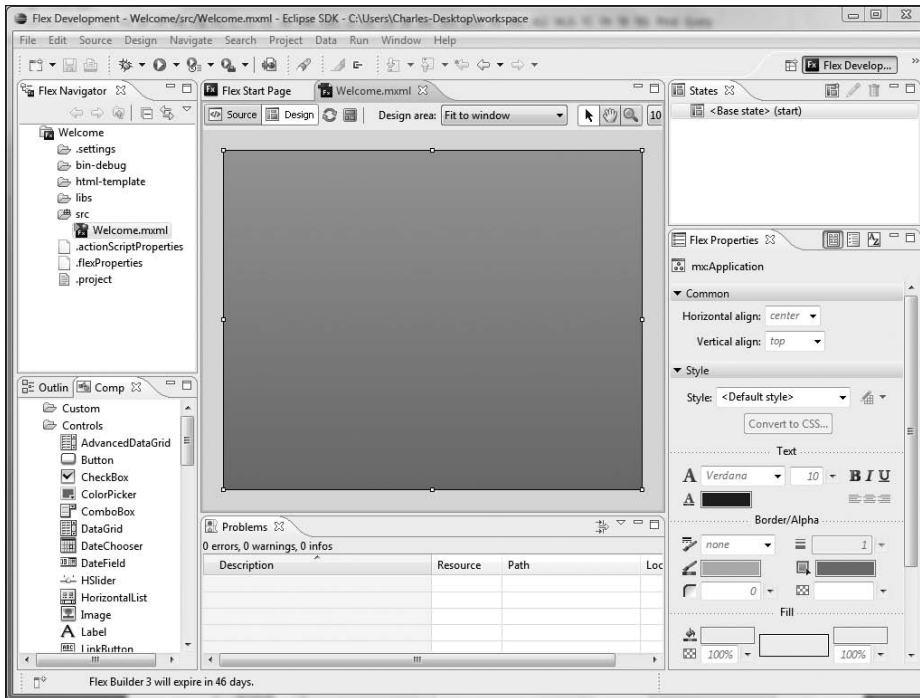 Flex Development - Welcome/src/Welcome.mxml - Eclipse SDK - C:\Users\Charles-Desktop\workspace
File Edit Source Design Navigate Search Project Data Run Window Help
Flex Develop...
Flex Navigator
Welcome
.settings
bin-debug
html-template
libs
src
Welcome.mxml
.actionScriptProperties
.flexProperties
.project
Outlin Comp
Custom
Controls
AdvancedDataGrid
Button
CheckBox
ColorPicker
ComboBox
DataGrid
DateChooser
DateField
HSlider
HorizontalList
Image
Label
LinkButton
Flex Start Page Welcome.mxml
Source Design Design area: Fit to window 10
Problems
0 errors, 0 warnings, 0 infos
Description Resource Path Loc
States
<Base state> (start)
Flex Properties
mx:Application
Common
Horizontal align: center
Vertical align: top
Style
Style: <Default style>
Convert to CSS...
Text
A Verdana 10 B I U
A
Border/Alpha
none 1
0
Fill
100% 100%
Flex Builder 3 will expire in 46 days.